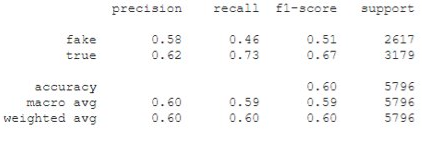 precision recall f1-score support
fake 0.58 0.46 0.51 2617
true 0.62 0.73 0.67 3179
accuracy 0.60 5796
macro avg 0.60 0.59 0.59 5796
weighted avg 0.60 0.60 0.60 5796